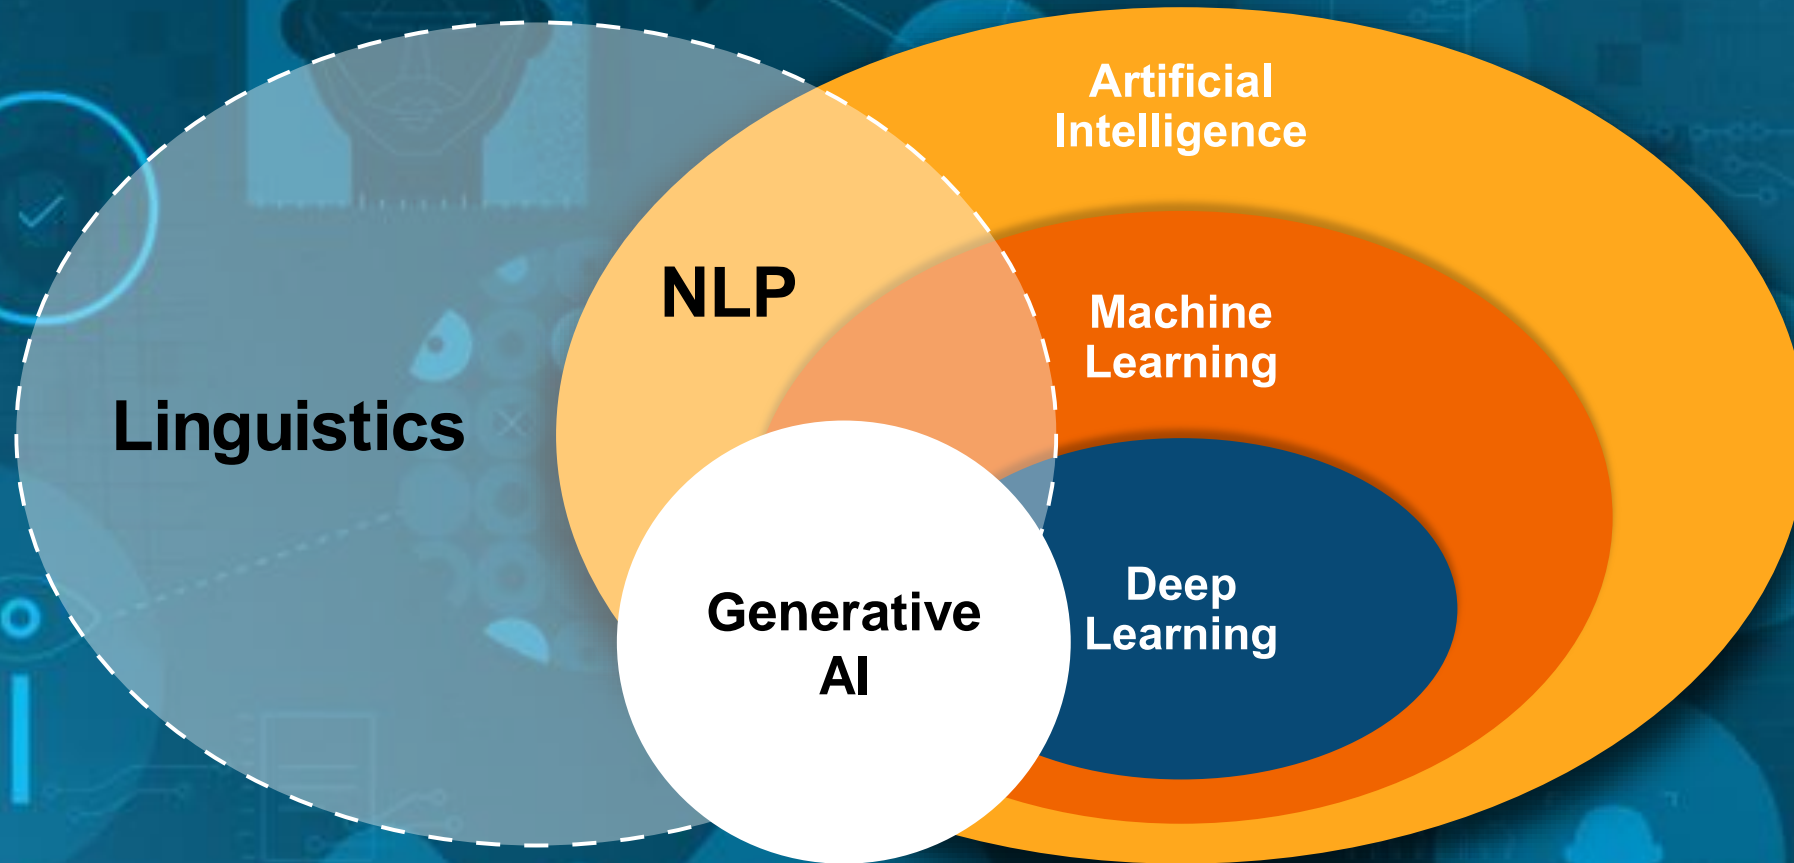 Artificial
Intelligence
NLP
Machine
Learning
Linguistics
Generative
AI
Deep
Learning